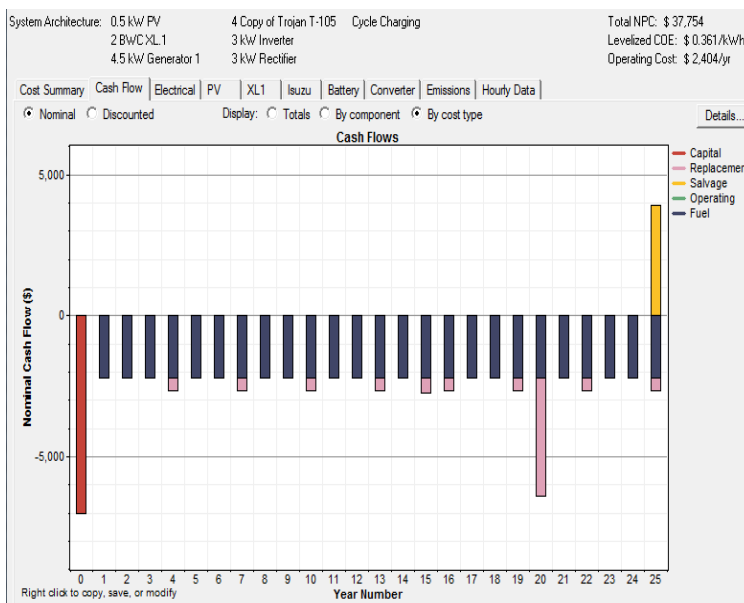 System Architecture: 0.5 kW PV 4 Copy of Trojan T-105 Cycle Charging Total NPC: $ 37,754
2 BWC XL.1 3 kW Inverter Levelized COE: $ 0.361/kWh
4.5 kW Generator 1 3 kW Rectifier Operating Cost: $ 2,404/yr
Cost Summary Cash Flow Electrical PV XL1 Isuzu Battery Converter Emissions Hourly Data
Nominal Discounted Display: Totals By component By cost type Details...
Cash Flows
Capital
Replacemen
Salvage
Operating
Fuel
5,000
0
-5,000
Nominal Cash Flow ($)
0 1 2 3 4 5 6 7 8 9 10 11 12 13 14 15 16 17 18 19 20 21 22 23 24 25
Right click to copy, save, or modify
Year Number